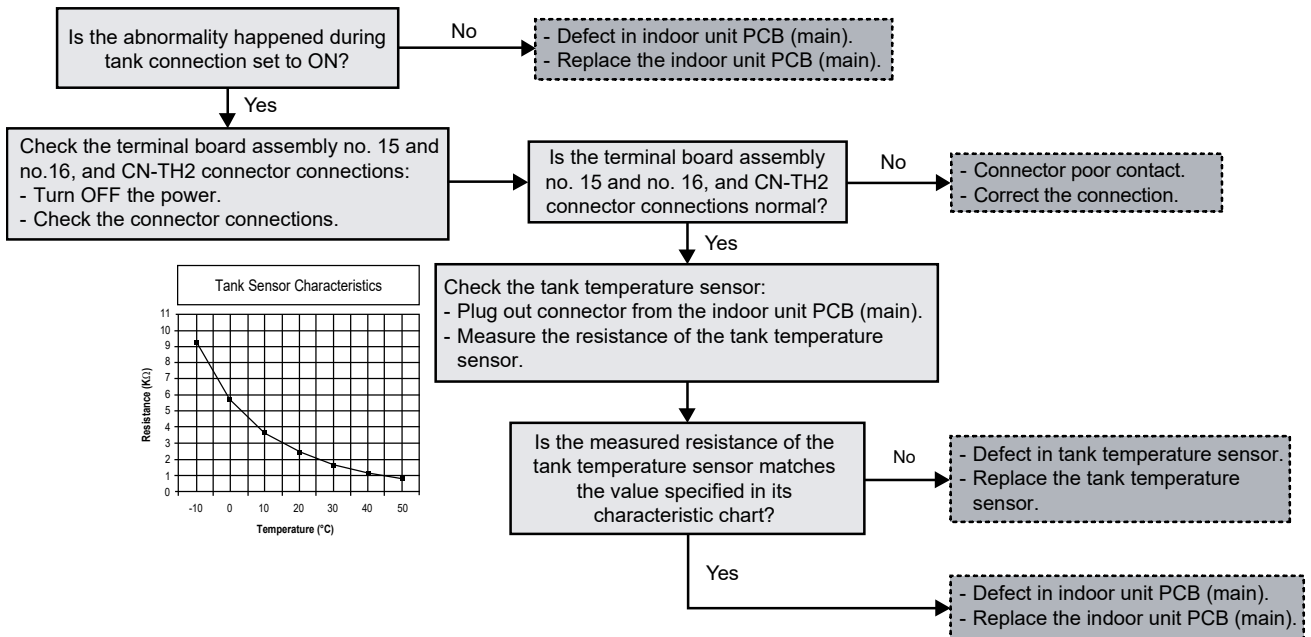 Is the abnormality happened during
tank connection set to ON?
No
- Defect in indoor unit PCB (main).
- Replace the indoor unit PCB (main).
Yes
Check the terminal board assembly no. 15 and
no.16, and CN-TH2 connector connections:
- Turn OFF the power.
- Check the connector connections.
Is the terminal board assembly
no. 15 and no. 16, and CN-TH2
connector connections normal?
No
- Connector poor contact.
- Correct the connection.
Yes
Tank Sensor Characteristics
11
10
9
8
7
6
5
4
3
2
1
0
Resistance (KΩ)
-10 0 10 20 30 40 50
Temperature (°C)
Check the tank temperature sensor:
- Plug out connector from the indoor unit PCB (main).
- Measure the resistance of the tank temperature
sensor.
Is the measured resistance of the
tank temperature sensor matches
the value specified in its
characteristic chart?
No
- Defect in tank temperature sensor.
- Replace the tank temperature
sensor.
Yes
- Defect in indoor unit PCB (main).
- Replace the indoor unit PCB (main).